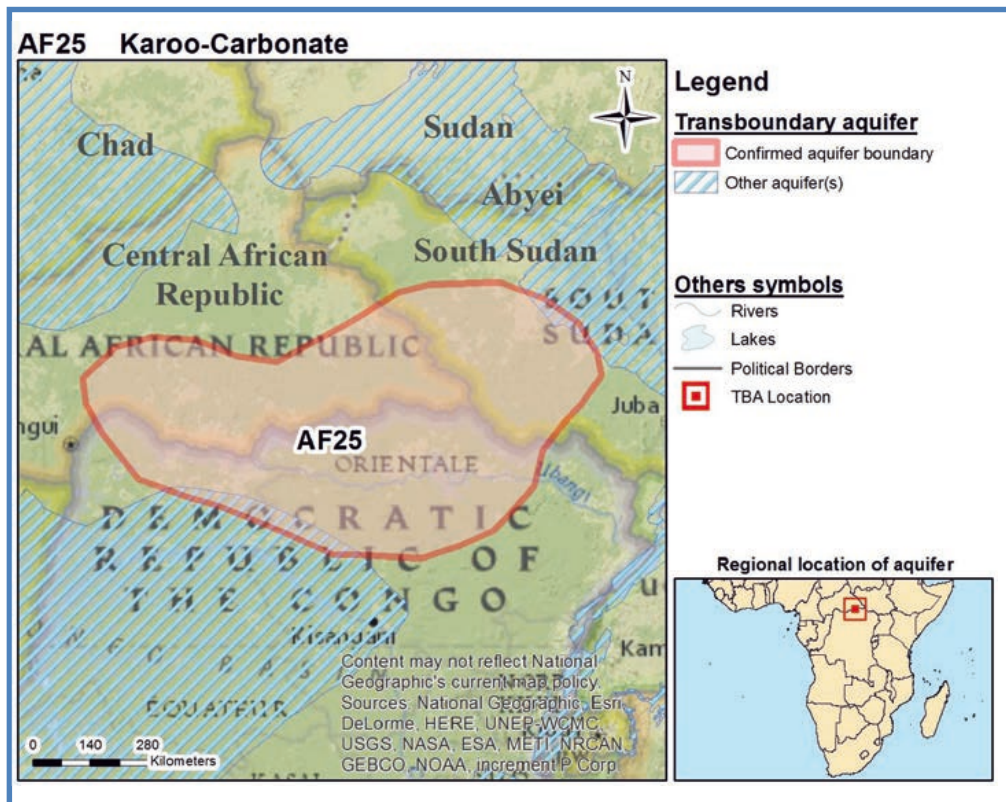 AF25 Karoo-Carbonate
N
Chad
Sudan
Abyei
Central African
Republic
South Sudan
SOUT
SUDA
AL AFRICAN REPUBLIC
Juba
ngui
AF25
ORIENTALE
Ubangi
DEMOCRATIC
REPUBLIC OF
THE CONGO
Kisangani
Kam
Content may not reflect National
Geographic's current map policy.
Sources: National Geographic, Esri,
DeLorme, HERE, UNEP-WCMC,
USGS, NASA, ESA, METI, NRCAN,
GEBCO, NOAA, increment P Corp.
0 140 280
Kilometers
Legend
Transboundary aquifer
Confirmed aquifer boundary
Other aquifer(s)
Others symbols
Rivers
Lakes
Political Borders
TBA Location
Regional location of aquifer